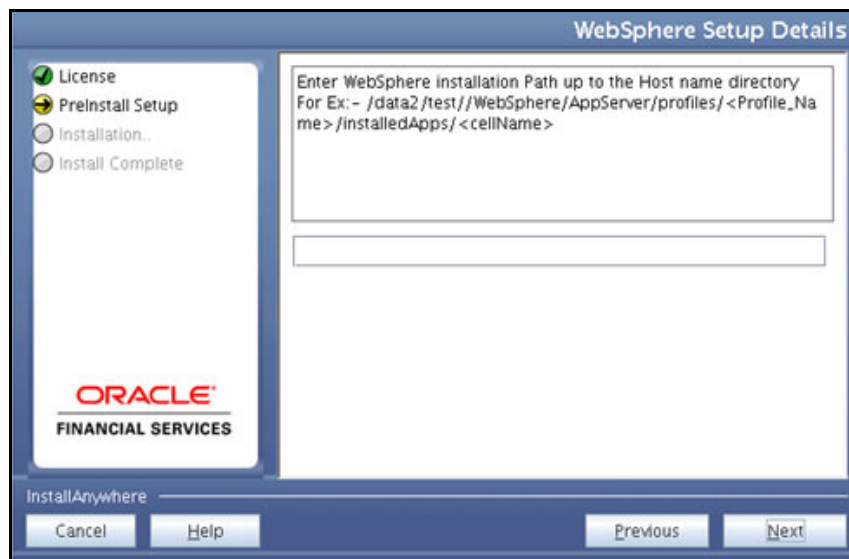 WebSphere Setup Details
License
PreInstall Setup
Installation..
Install Complete
Enter WebSphere installation Path up to the Host name directory
For Ex:- /data2/test//WebSphere/AppServer/profiles/<Profile_Na
me>/installedApps/<cellName>
ORACLE
FINANCIAL SERVICES
InstallAnywhere
Cancel
Help
Previous
Next